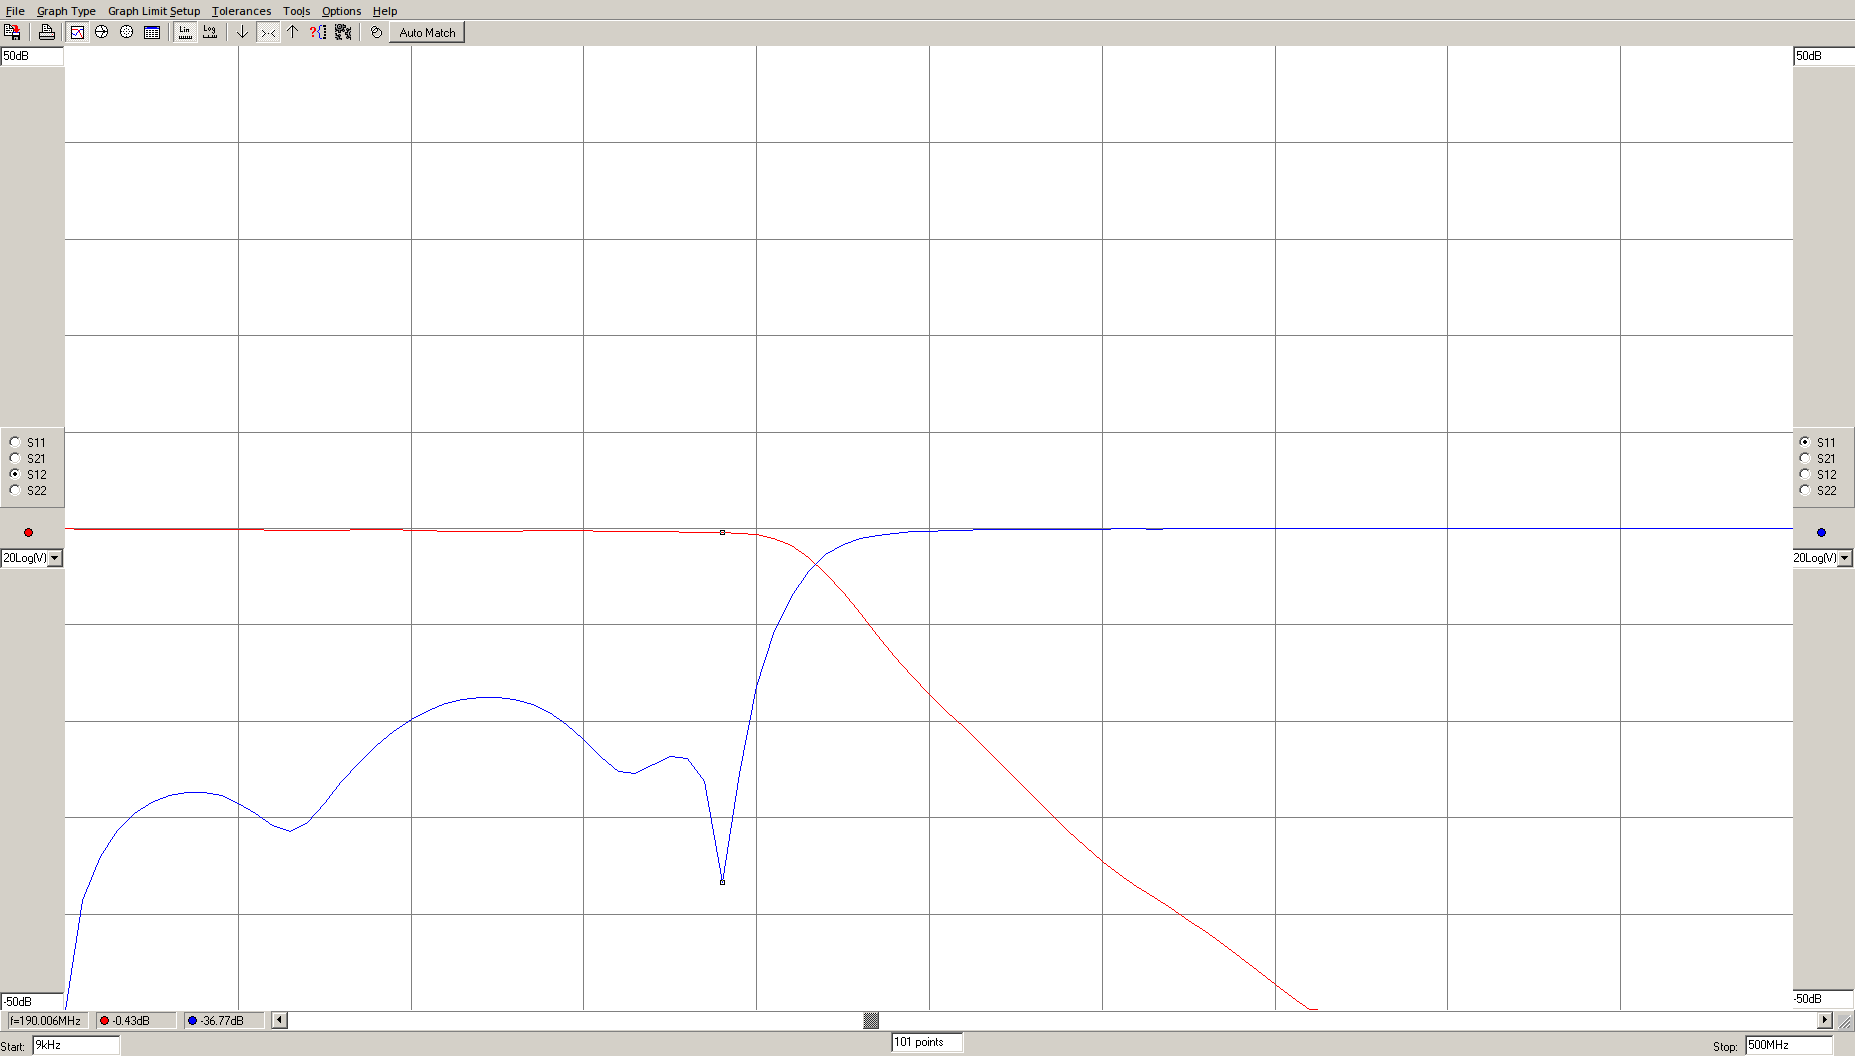 File Graph Type Graph Limit Setup Tolerances Tools Options Help
Lin Log ?{} Auto Match
50dB 50dB
S11 S11
S21 S21
S12 S12
S22 S22
20Log(V) 20Log(V)
-50dB -50dB
f=190.006MHz -0.43dB -36.77dB
Start: 9kHz 101 points Stop: 500MHz